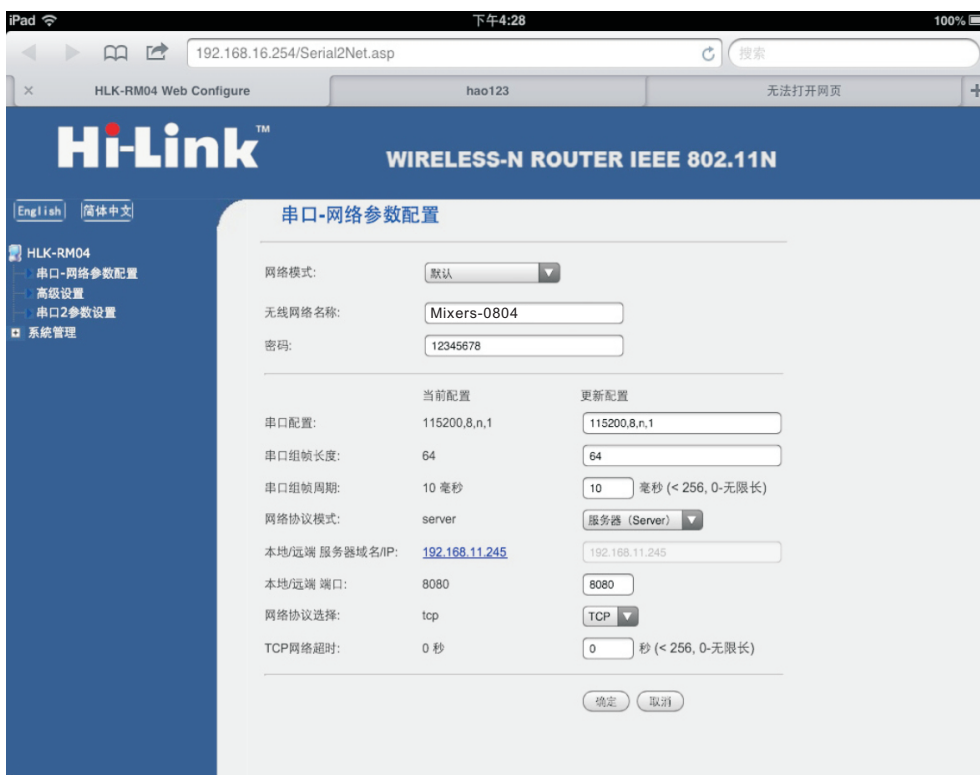 iPad 下午4:28 100%
192.168.16.254/Serial2Net.asp 搜索
HLK-RM04 Web Configure hao123 无法打开网页
Hi-Link™ WIRELESS-N ROUTER IEEE 802.11N
English 简体中文
串口-网络参数配置
HLK-RM04
串口-网络参数配置
高级设置
串口2参数设置
系统管理
网络模式: 默认
无线网络名称: Mixers-0804
密码: 12345678
当前配置 更新配置
串口配置: 115200,8,n,1 115200,8,n,1
串口组帧长度: 64 64
串口组帧周期: 10 毫秒 10 毫秒 (< 256, 0-无限长)
网络协议模式: server 服务器 (Server)
本地/远端 服务器域名/IP: 192.168.11.245 192.168.11.245
本地/远端 端口: 8080 8080
网络协议选择: tcp TCP
TCP网络超时: 0 秒 0 秒 (< 256, 0-无限长)
确定 取消